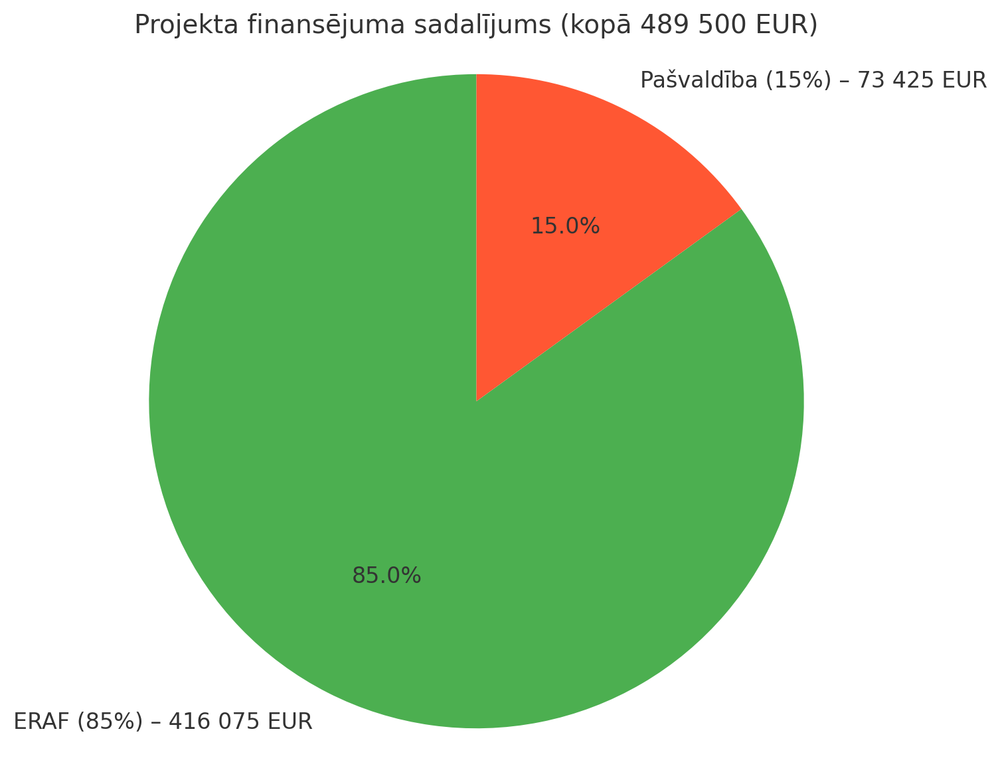 Projekta finansējuma sadalījums (kopā 489 500 EUR)
Pašvaldība (15%) – 73 425 EUR
15.0%
85.0%
ERAF (85%) – 416 075 EUR